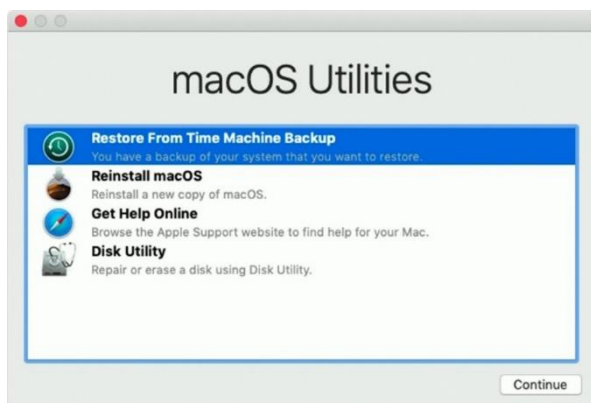 macOS Utilities
Restore From Time Machine Backup
You have a backup of your system that you want to restore.
Reinstall macOS
Reinstall a new copy of macOS.
Get Help Online
Browse the Apple Support website to find help for your Mac.
Disk Utility
Repair or erase a disk using Disk Utility.
Continue